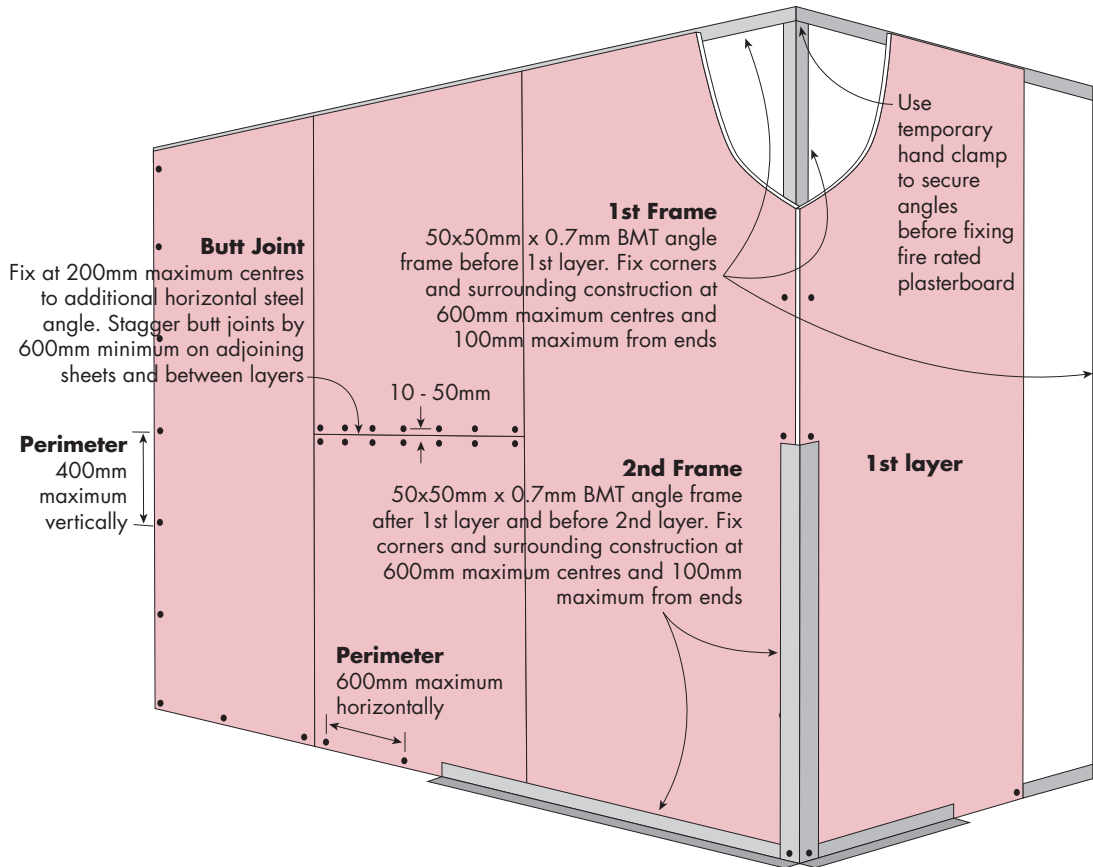 Use
temporary
hand clamp
to secure
angles
before fixing
fire rated
plasterboard
1st Frame
50x50mm x 0.7mm BMT angle
frame before 1st layer. Fix corners
and surrounding construction at
600mm maximum centres and
100mm maximum from ends
Butt Joint
Fix at 200mm maximum centres
to additional horizontal steel
angle. Stagger butt joints by
600mm minimum on adjoining
sheets and between layers
10 - 50mm
Perimeter
400mm
maximum
vertically
2nd Frame
50x50mm x 0.7mm BMT angle frame
after 1st layer and before 2nd layer. Fix
corners and surrounding construction at
600mm maximum centres and 100mm
maximum from ends
1st layer
Perimeter
600mm maximum
horizontally